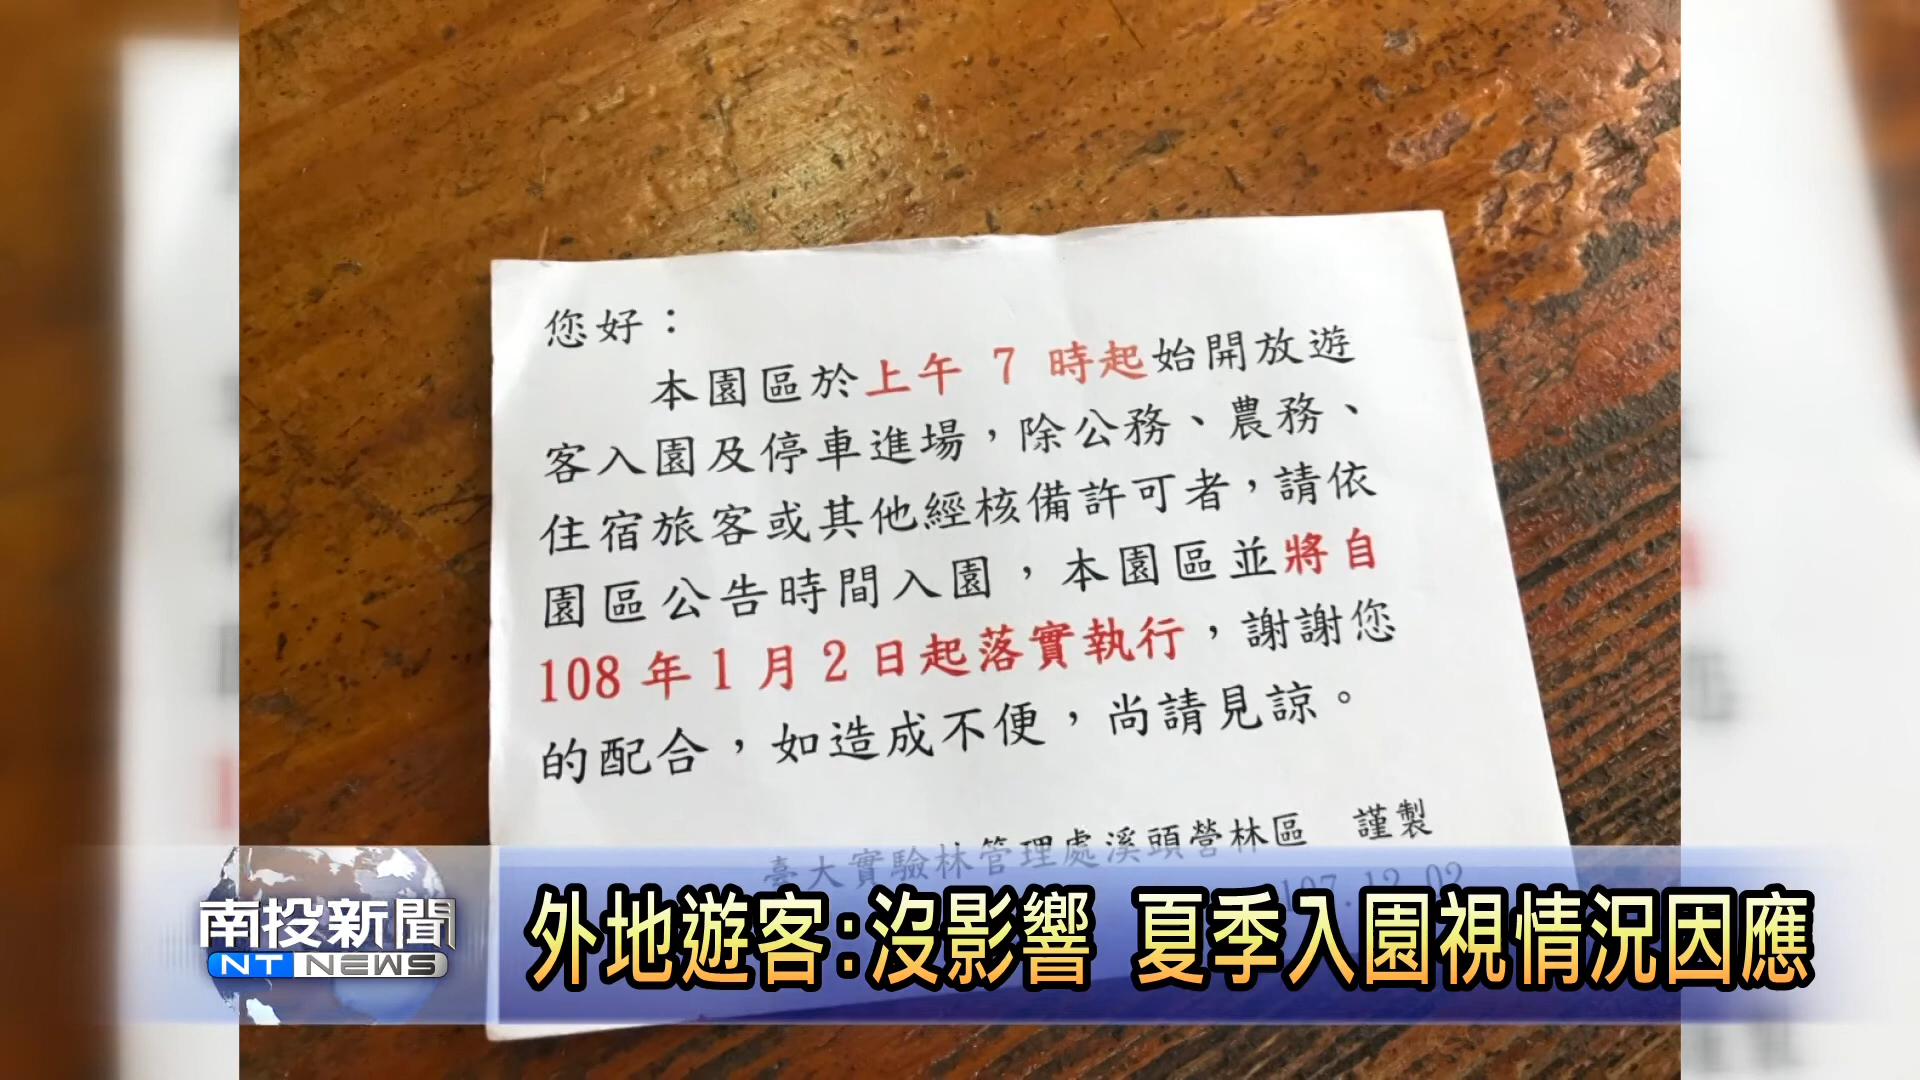 您好：
本園區於上午 7 時起始開放遊
客入園及停車進場，除公務、農務、
住宿旅客或其他經核備許可者，請依
園區公告時間入園，本園區並將自
108年1月2日起落實執行，謝謝您
的配合，如造成不便，尚請見諒。
臺大實驗林管理處溪頭營林區 謹製
107.12.02
南投新聞
NT NEWS
外地遊客:沒影響 夏季入園視情況因應